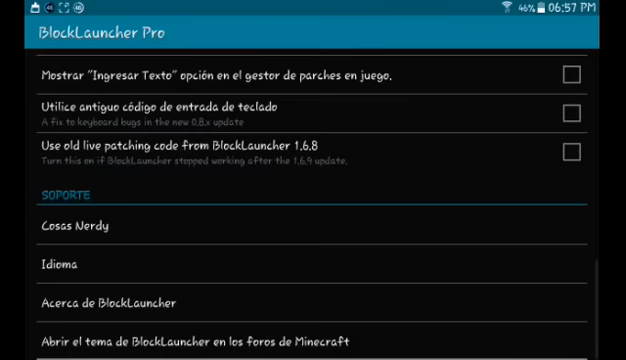 46% 06:57 PM
BlockLauncher Pro
Mostrar "Ingresar Texto" opción en el gestor de parches en juego.
Utilice antiguo código de entrada de teclado
A fix to keyboard bugs in the new 0.8.x update
Use old live patching code from BlockLauncher 1.6.8
Turn this on if BlockLauncher stopped working after the 1.6.9 update.
SOPORTE
Cosas Nerdy
Idioma
Acerca de BlockLauncher
Abrir el tema de BlockLauncher en los foros de Minecraft